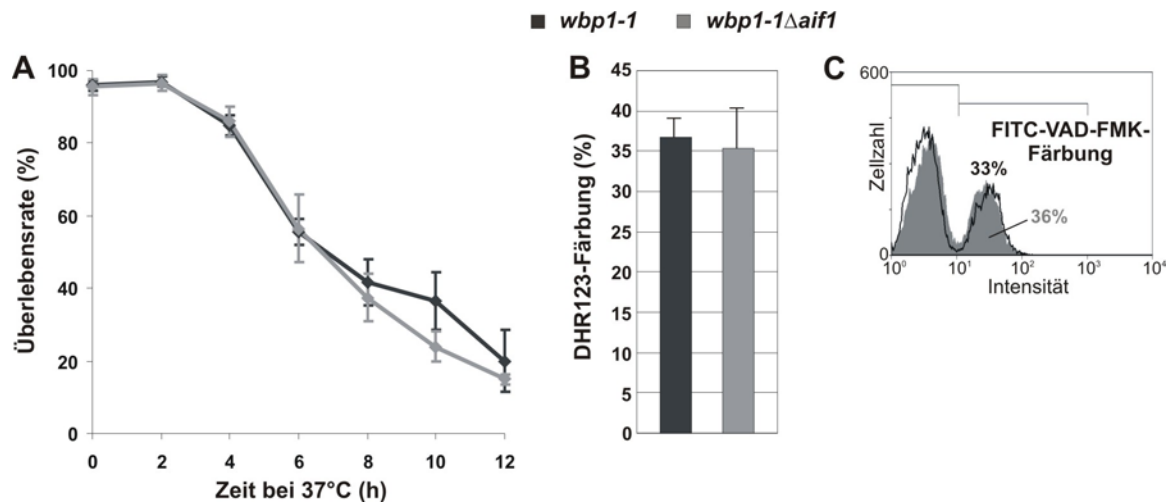 wbp1-1 wbp1-1Δaif1
A
Überlebensrate (%)
100
80
60
40
20
0
0 2 4 6 8 10 12
Zeit bei 37°C (h)
B
DHR123-Färbung (%)
45
40
35
30
25
20
15
10
5
0
C
600
Zellzahl
0
FITC-VAD-FMK-
Färbung
33%
36%
10⁰ 10¹ 10² 10³ 10⁴
Intensität